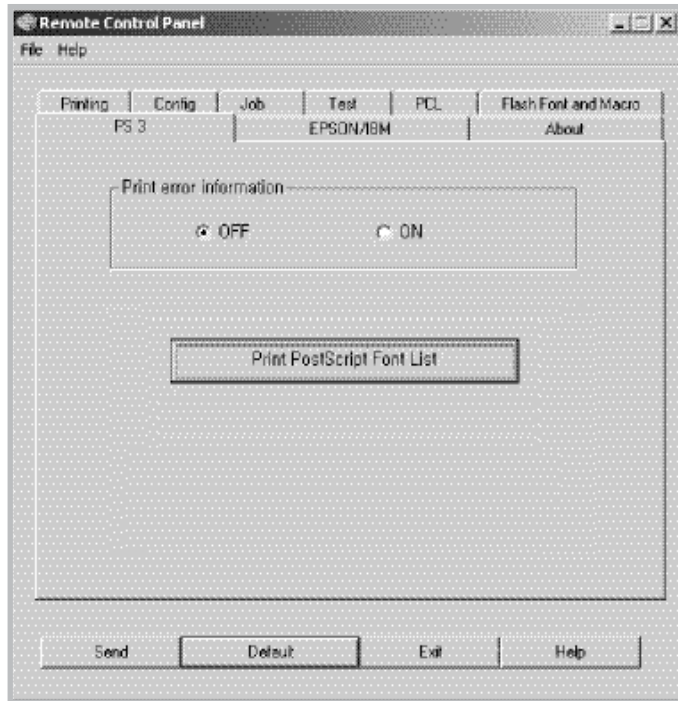 Remote Control Panel
File Help
Printing Config Job Test PCL Flash Font and Macro
PS 3 EPSON/IBM About
Print error information
OFF ON
Print PostScript Font List
Send Default Exit Help